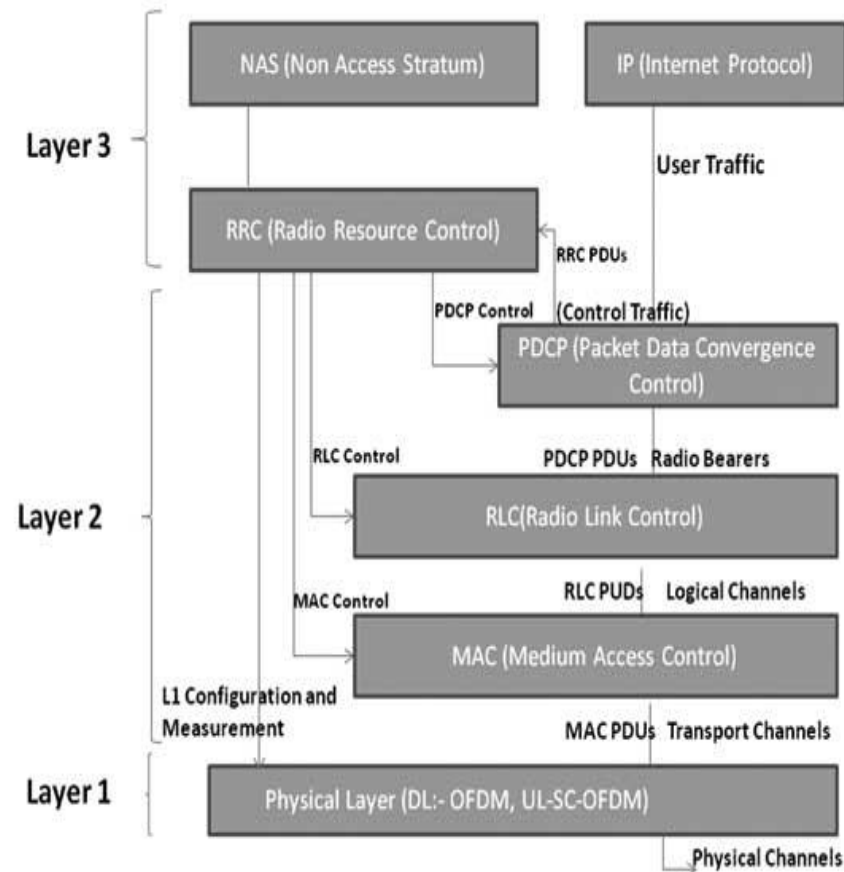 NAS (Non Access Stratum)
IP (Internet Protocol)
Layer 3
User Traffic
RRC (Radio Resource Control)
RRC PDUs
PDCP Control
(Control Traffic)
PDCP (Packet Data Convergence
Control)
RLC Control
PDCP PDUs Radio Bearers
Layer 2
RLC(Radio Link Control)
RLC PUDs Logical Channels
MAC Control
MAC (Medium Access Control)
L1 Configuration and
Measurement
MAC PDUs Transport Channels
Layer 1
Physical Layer (DL:- OFDM, UL-SC-OFDM)
Physical Channels